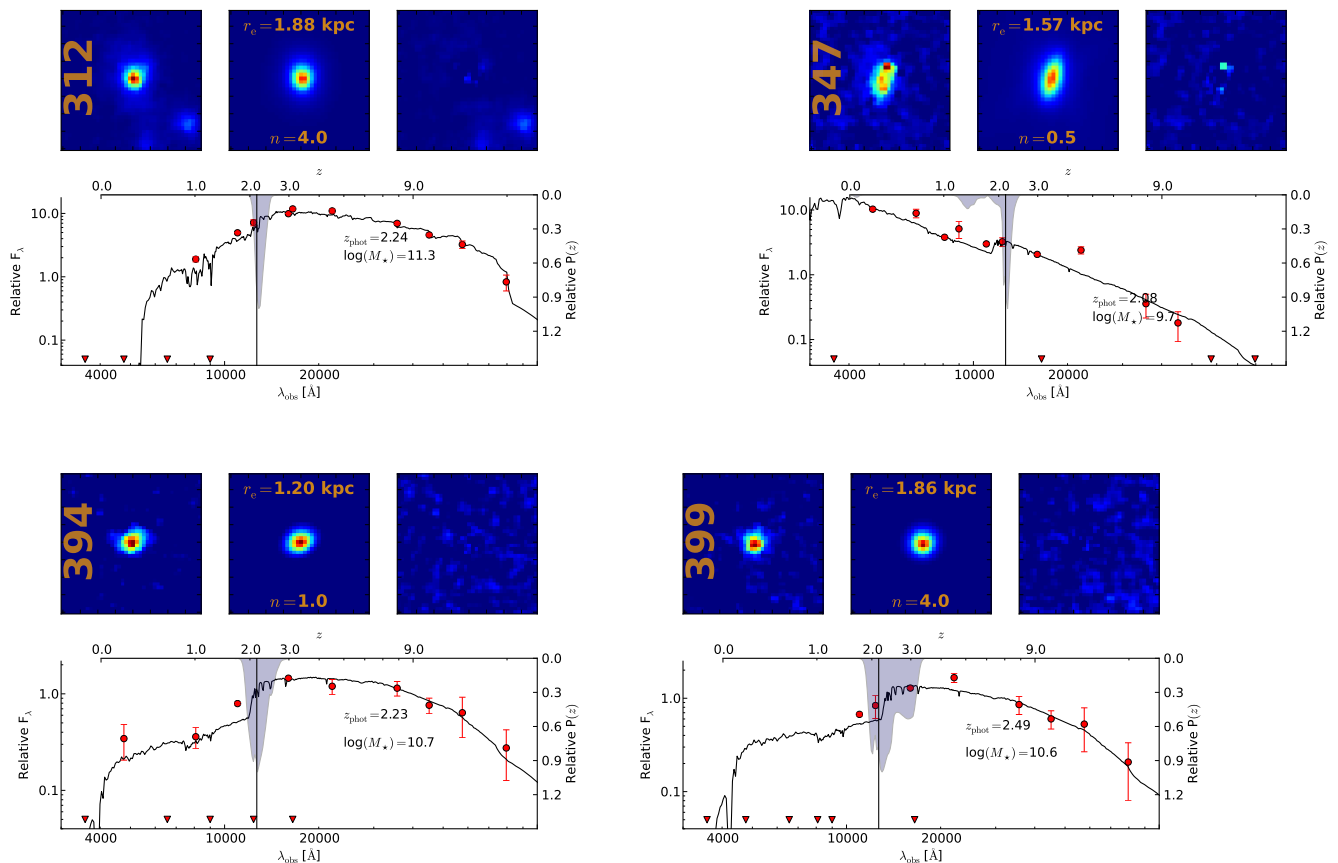 312
r_e=1.88 kpc
n=4.0
z
0.0 1.0 2.0 3.0 9.0
10.0
1.0
0.1
Relative F_λ
0.0
0.3
0.6
0.9
1.2
Relative P(z)
z_phot=2.24
log(M⋆)=11.3
4000 10000 20000
λ_obs [Å]
347
r_e=1.57 kpc
n=0.5
z
0.0 1.0 2.0 3.0 9.0
10.0
1.0
0.1
Relative F_λ
0.0
0.3
0.6
0.9
1.2
Relative P(z)
z_phot=2.08
log(M⋆)=9.7
4000 10000 20000
λ_obs [Å]
394
r_e=1.20 kpc
n=1.0
z
0.0 1.0 2.0 3.0 9.0
1.0
0.1
Relative F_λ
0.0
0.3
0.6
0.9
1.2
Relative P(z)
z_phot=2.23
log(M⋆)=10.7
4000 10000 20000
λ_obs [Å]
399
r_e=1.86 kpc
n=4.0
z
0.0 1.0 2.0 3.0 9.0
1.0
0.1
Relative F_λ
0.0
0.3
0.6
0.9
1.2
Relative P(z)
z_phot=2.49
log(M⋆)=10.6
4000 10000 20000
λ_obs [Å]